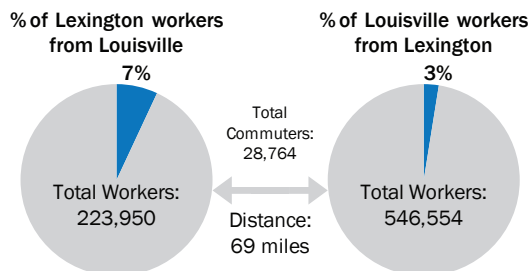 % of Lexington workers
from Louisville
7%
Total Workers:
223,950
Total
Commuters:
28,764
Distance:
69 miles
% of Louisville workers
from Lexington
3%
Total Workers:
546,554